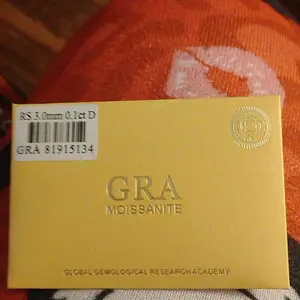 RS 3.0mm 0.1ct D
GRA 81915134
GRA
MOISSANITE
GLOBAL GEMOLOGICAL RESEARCH ACADEMY